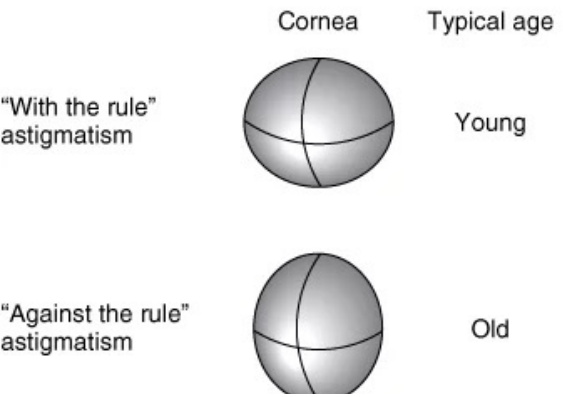 Cornea Typical age
“With the rule”
astigmatism
Young
“Against the rule”
astigmatism
Old